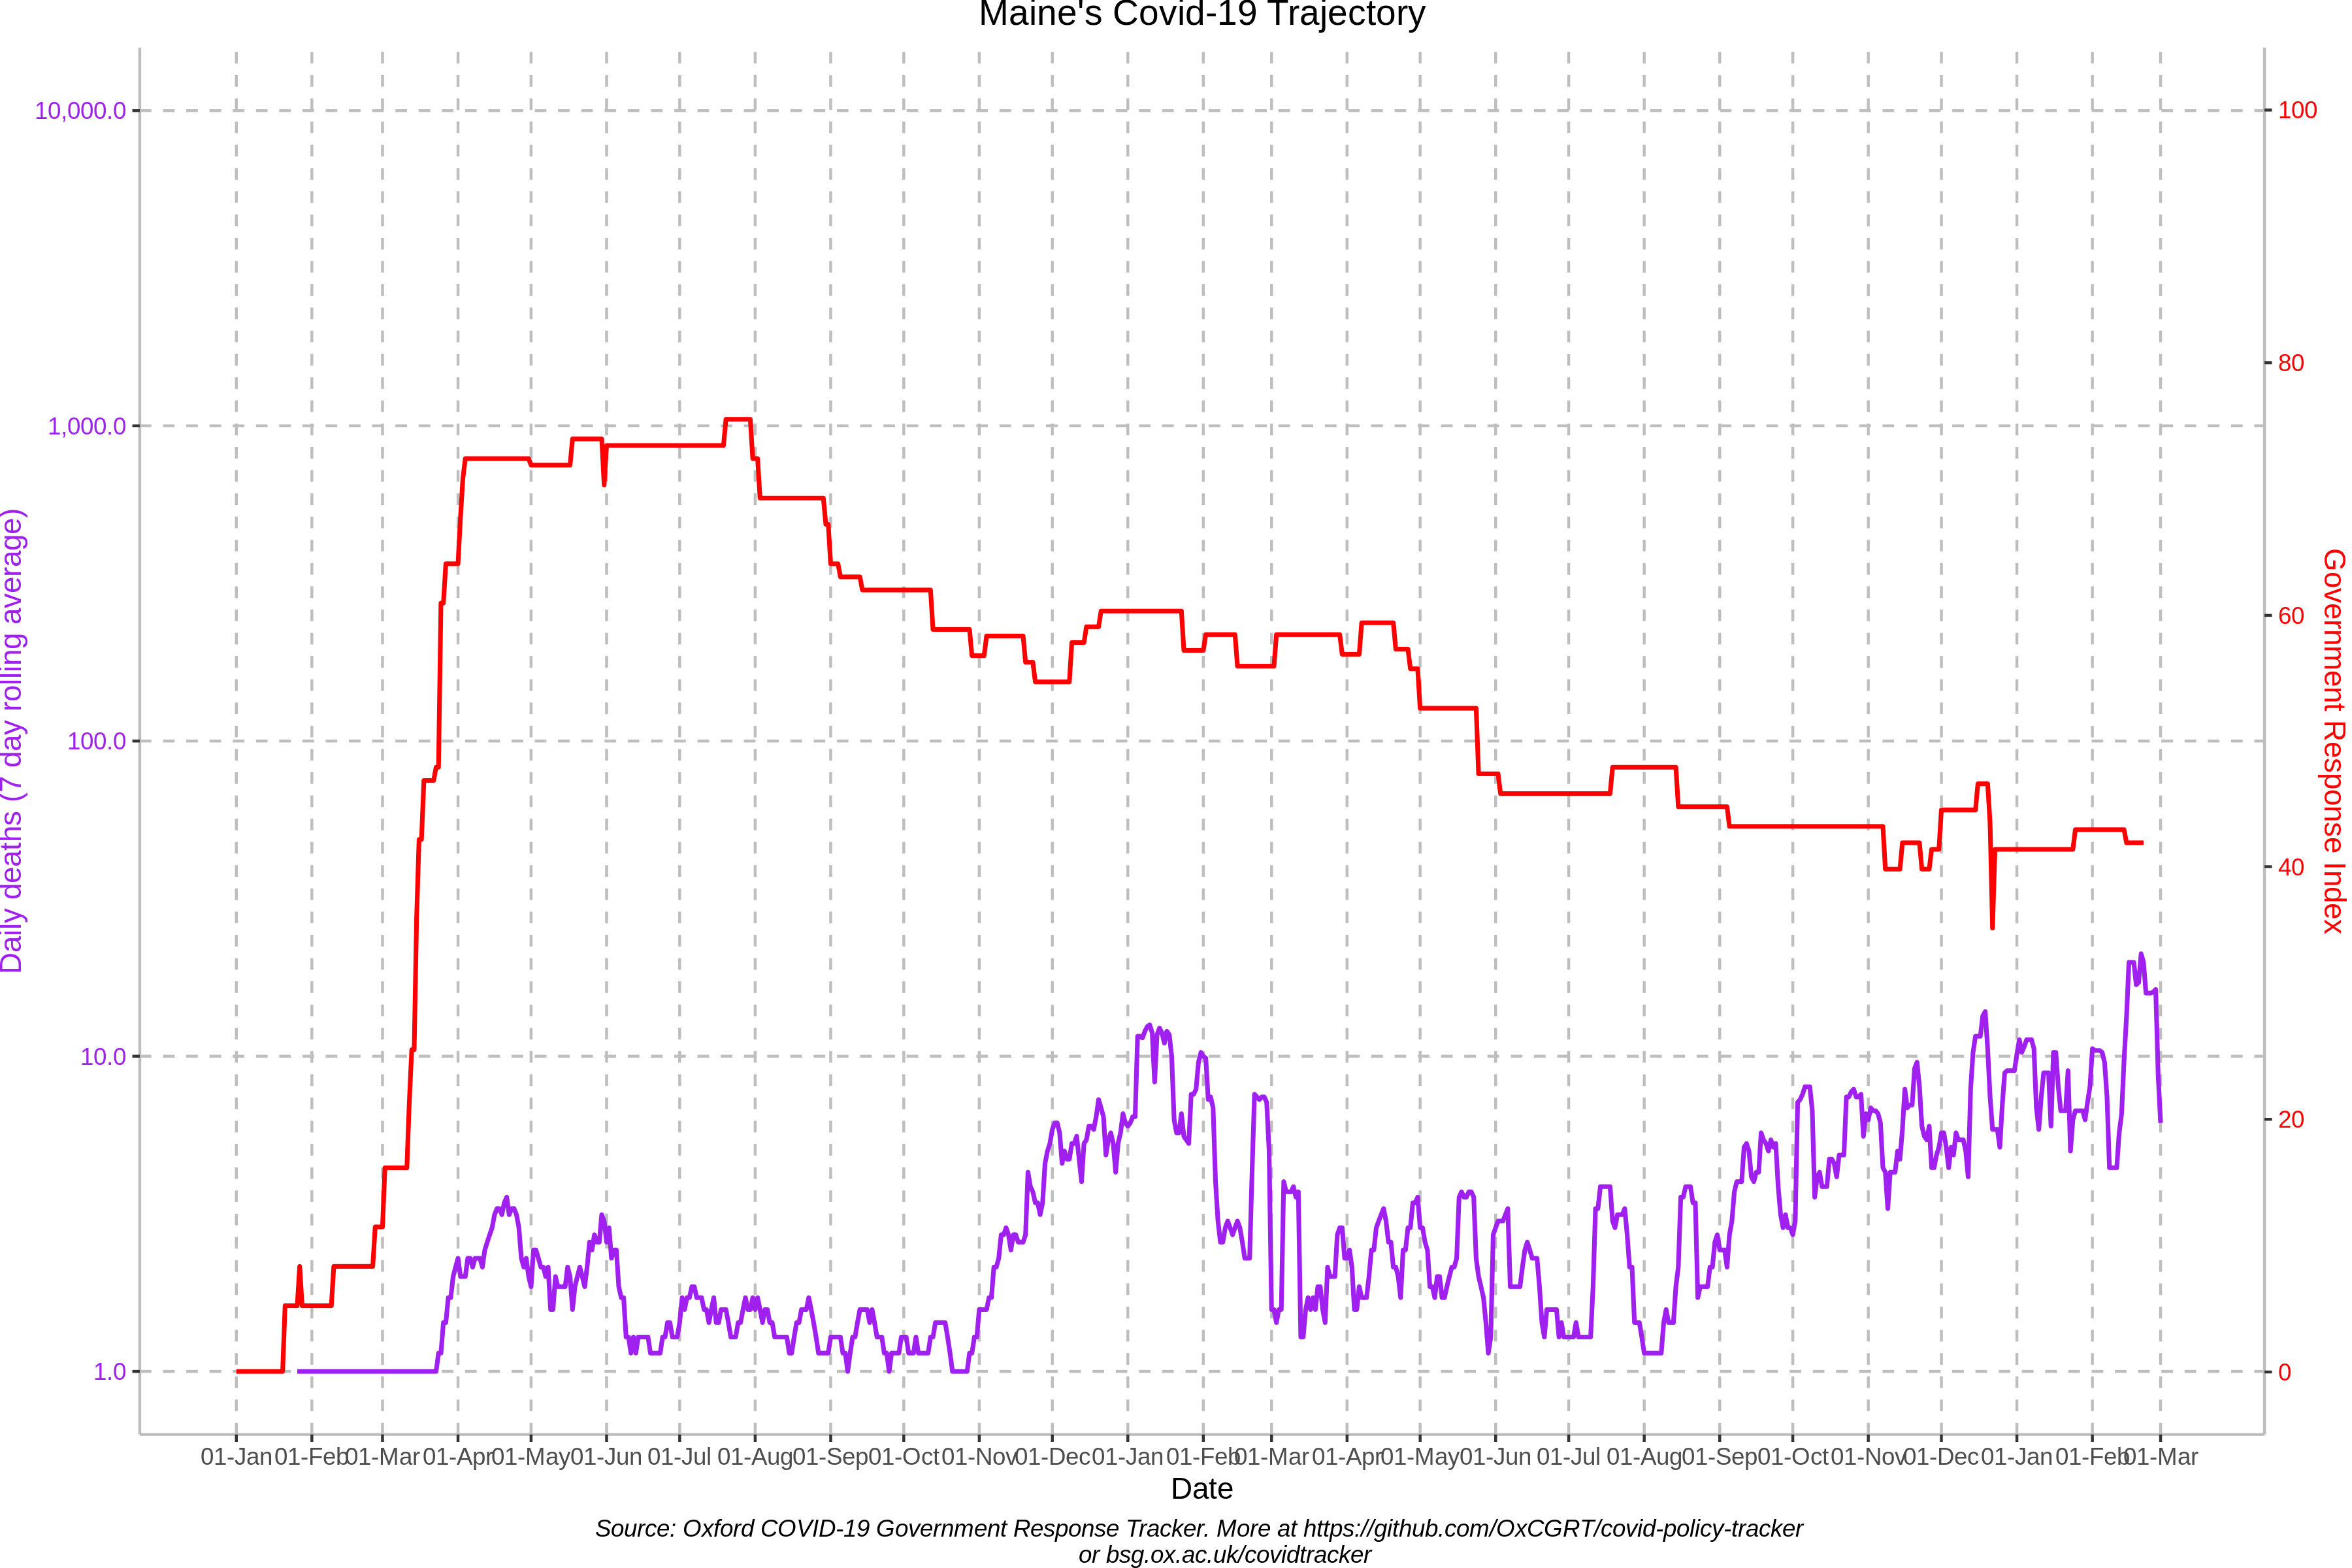 Maine's Covid-19 Trajectory
10,000.0
1,000.0
100.0
10.0
1.0
Daily deaths (7 day rolling average)
100
80
60
40
20
0
Government Response Index
01-Jan 01-Feb 01-Mar 01-Apr 01-May 01-Jun 01-Jul 01-Aug 01-Sep 01-Oct 01-Nov 01-Dec 01-Jan 01-Feb 01-Mar 01-Apr 01-May 01-Jun 01-Jul 01-Aug 01-Sep 01-Oct 01-Nov 01-Dec 01-Jan 01-Feb 01-Mar
Date
Source: Oxford COVID-19 Government Response Tracker. More at https://github.com/OxCGRT/covid-policy-tracker
or bsg.ox.ac.uk/covidtracker